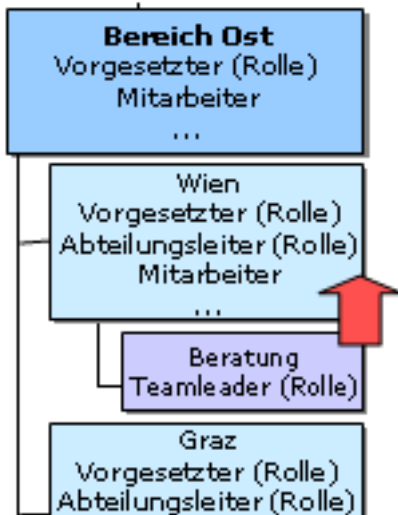 Bereich Ost
Vorgesetzter (Rolle)
Mitarbeiter
...
Wien
Vorgesetzter (Rolle)
Abteilungsleiter (Rolle)
Mitarbeiter
...
Beratung
Teamleader (Rolle)
Graz
Vorgesetzter (Rolle)
Abteilungsleiter (Rolle)